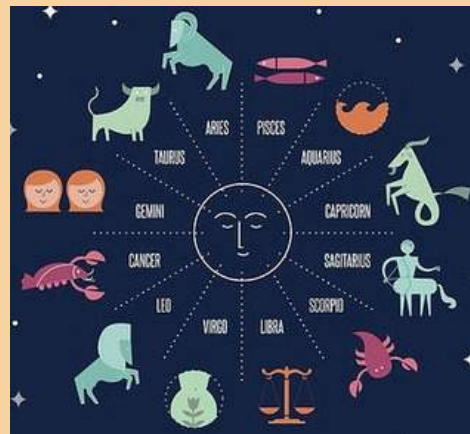 ARIES PISCES
TAURUS AQUARIUS
GEMINI CAPRICORN
CANCER SAGITARIUS
LEO SCORPIO
VIRGO LIBRA